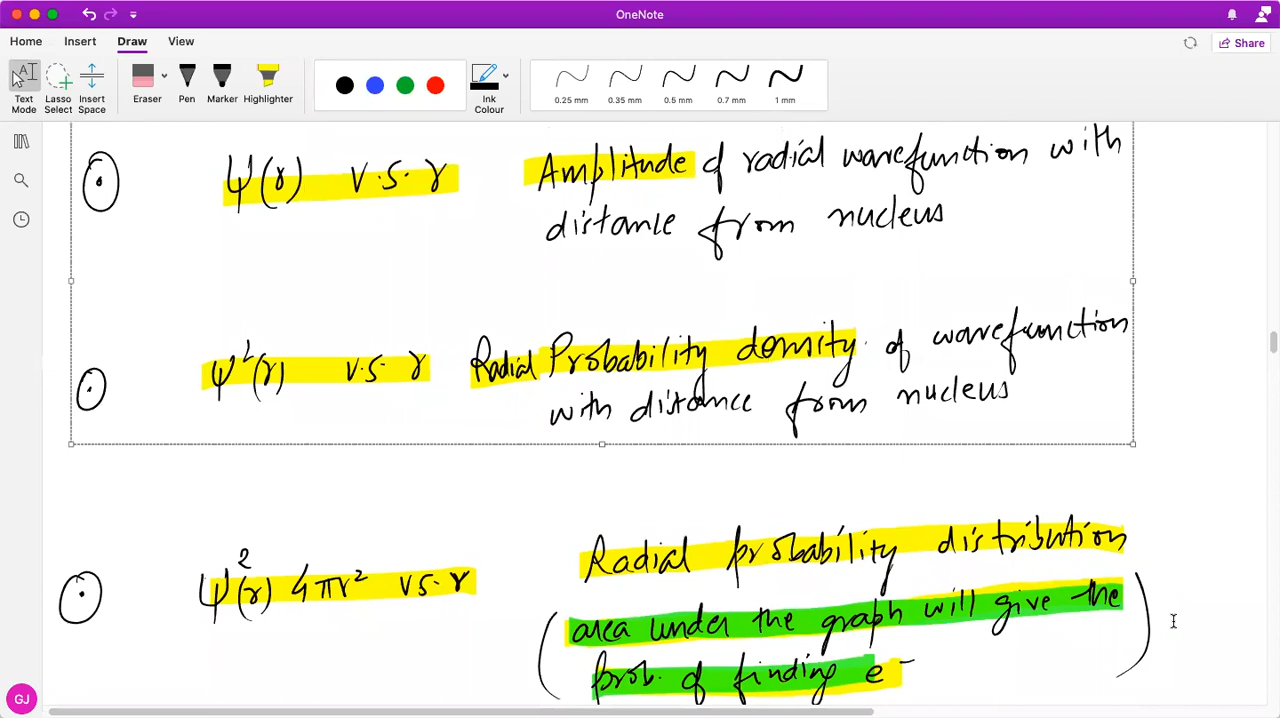 OneNote
Home Insert Draw View
Share
Text Mode
Lasso Select
Insert Space
Eraser
Pen
Marker
Highlighter
Ink Colour
0.25 mm
0.35 mm
0.5 mm
0.7 mm
1 mm
ψ(r) v.s. r Amplitude of radial wavefunction with
distance from nucleus
ψ²(r) v.s. r Radial Probability density of wavefunction
with distance from nucleus
ψ²(r) 4πr² vs. r Radial probability distribution
(area under the graph will give the
prob. of finding e⁻)
GJ